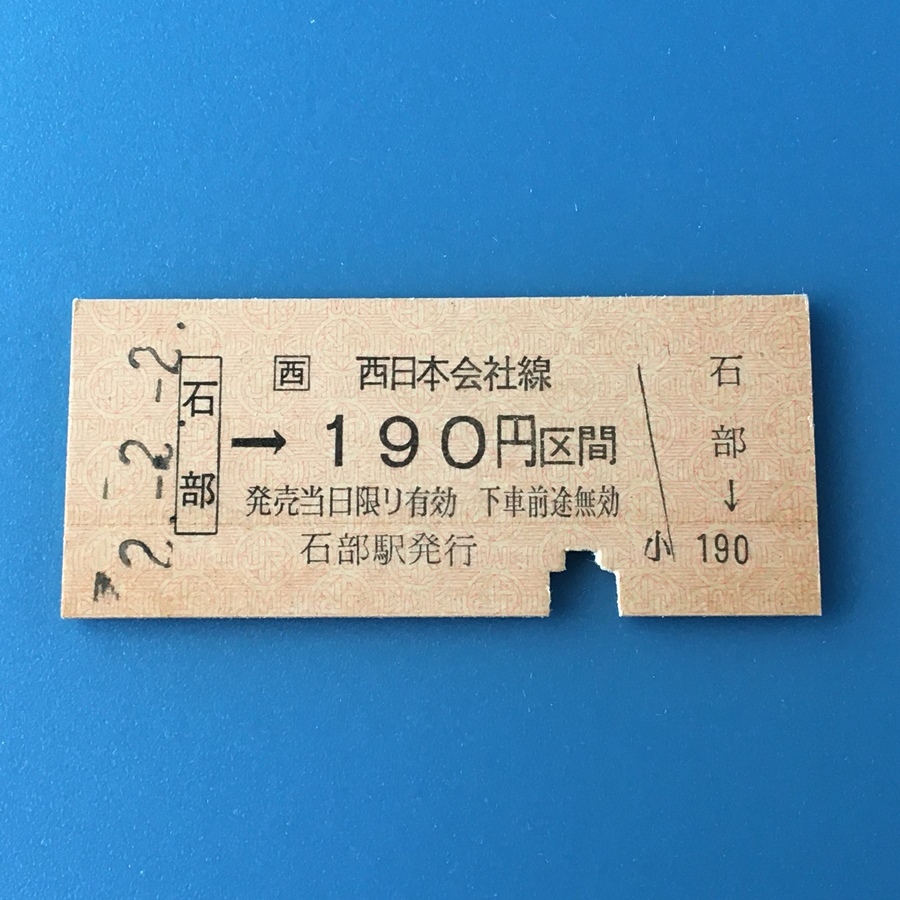 2.-2.-2.
石部
西 西日本会社線
→190円区間
発売当日限り有効 下車前途無効
石部駅発行
小
石部
↓
190